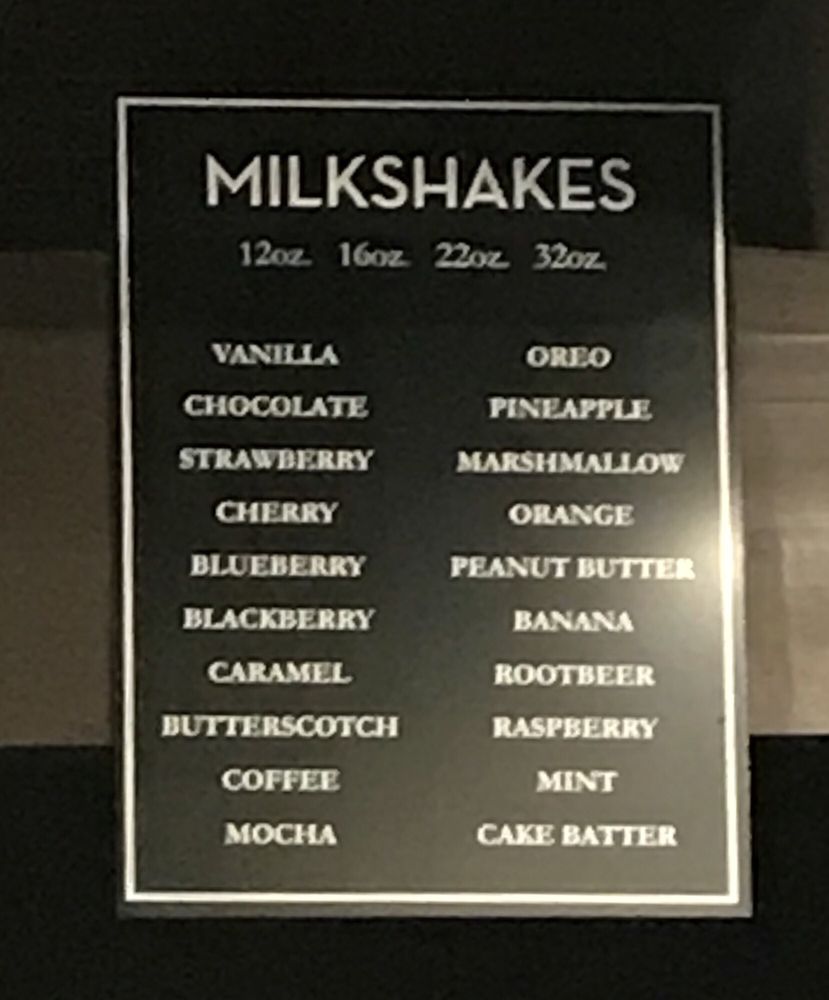 MILKSHAKES
12oz. 16oz. 22oz. 32oz.
VANILLA
CHOCOLATE
STRAWBERRY
CHERRY
BLUEBERRY
BLACKBERRY
CARAMEL
BUTTERSCOTCH
COFFEE
MOCHA
OREO
PINEAPPLE
MARSHMALLOW
ORANGE
PEANUT BUTTER
BANANA
ROOTBEER
RASPBERRY
MINT
CAKE BATTER